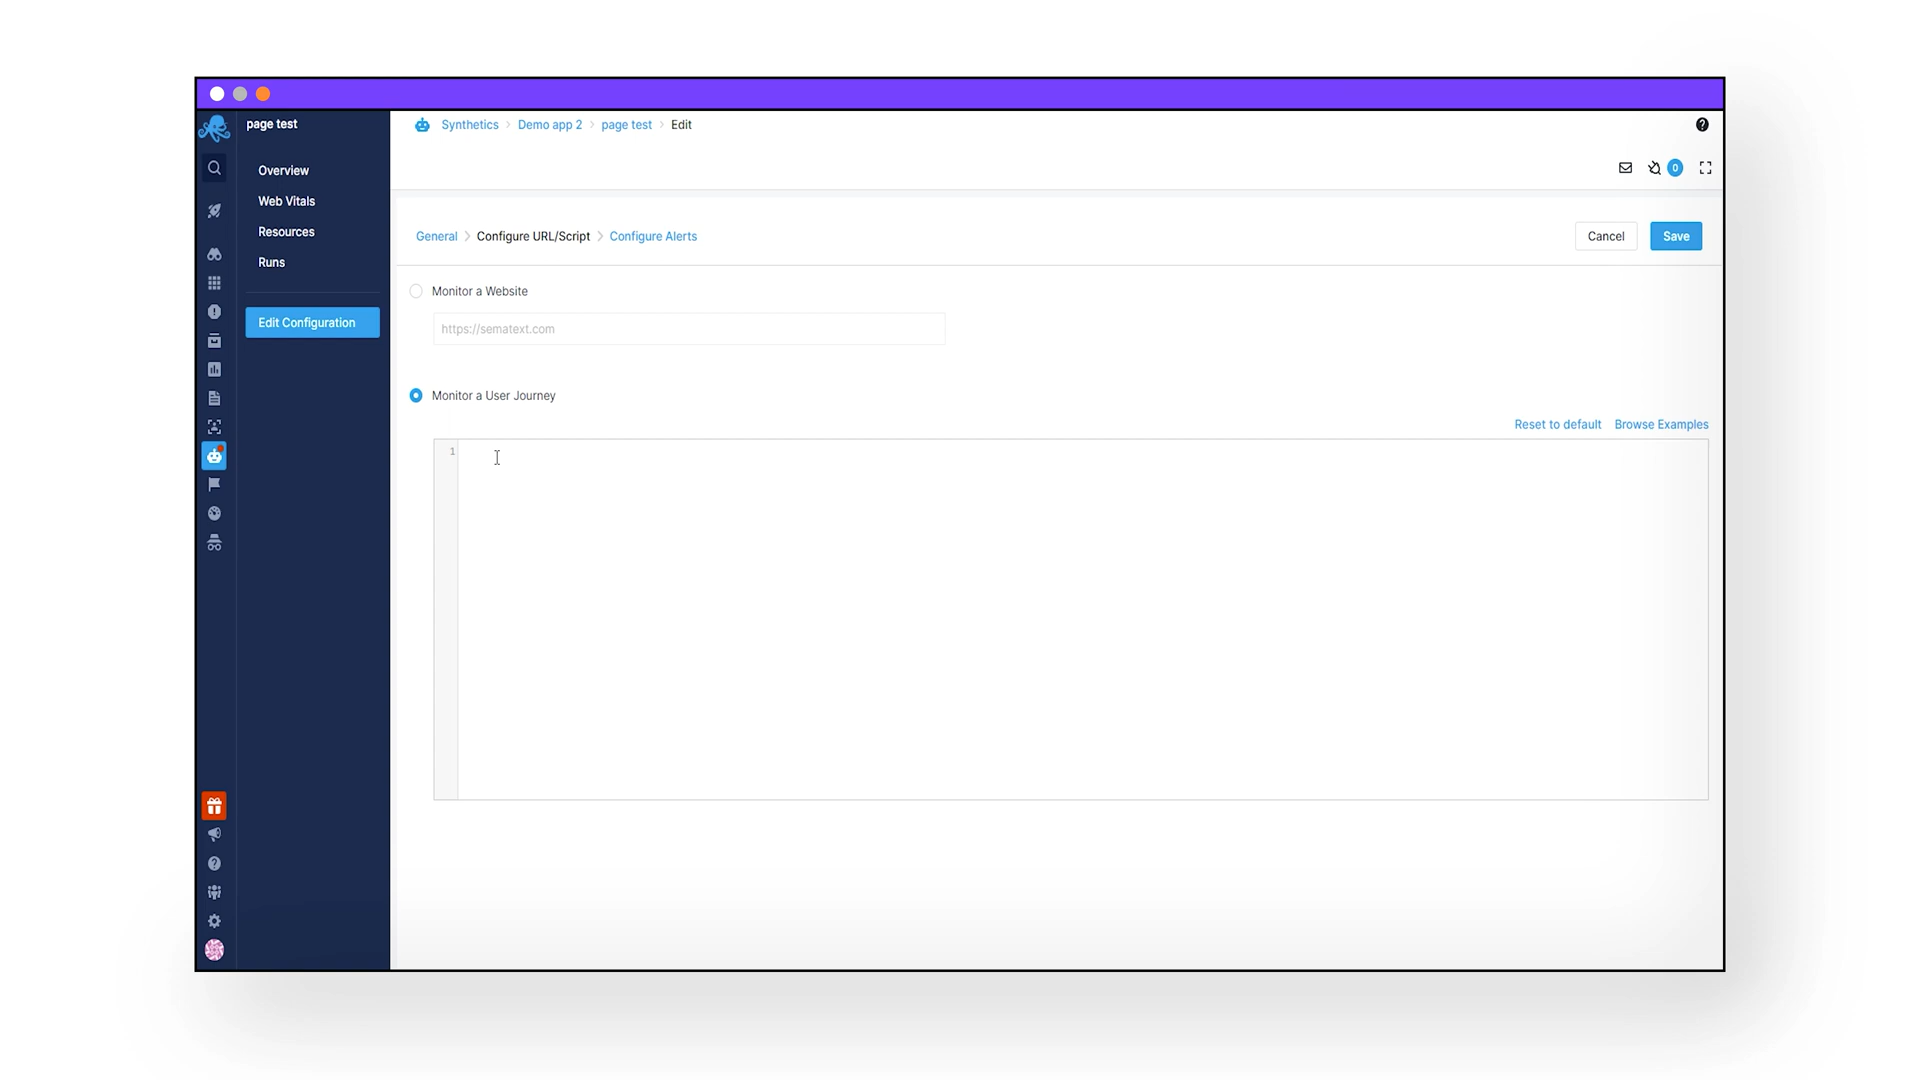 page test
Synthetics > Demo app 2 > page test > Edit
0
Overview
Web Vitals
Resources
Runs
Edit Configuration
General > Configure URL/Script > Configure Alerts
Cancel
Save
Monitor a Website
https://sematext.com
Monitor a User Journey
Reset to default
Browse Examples
1